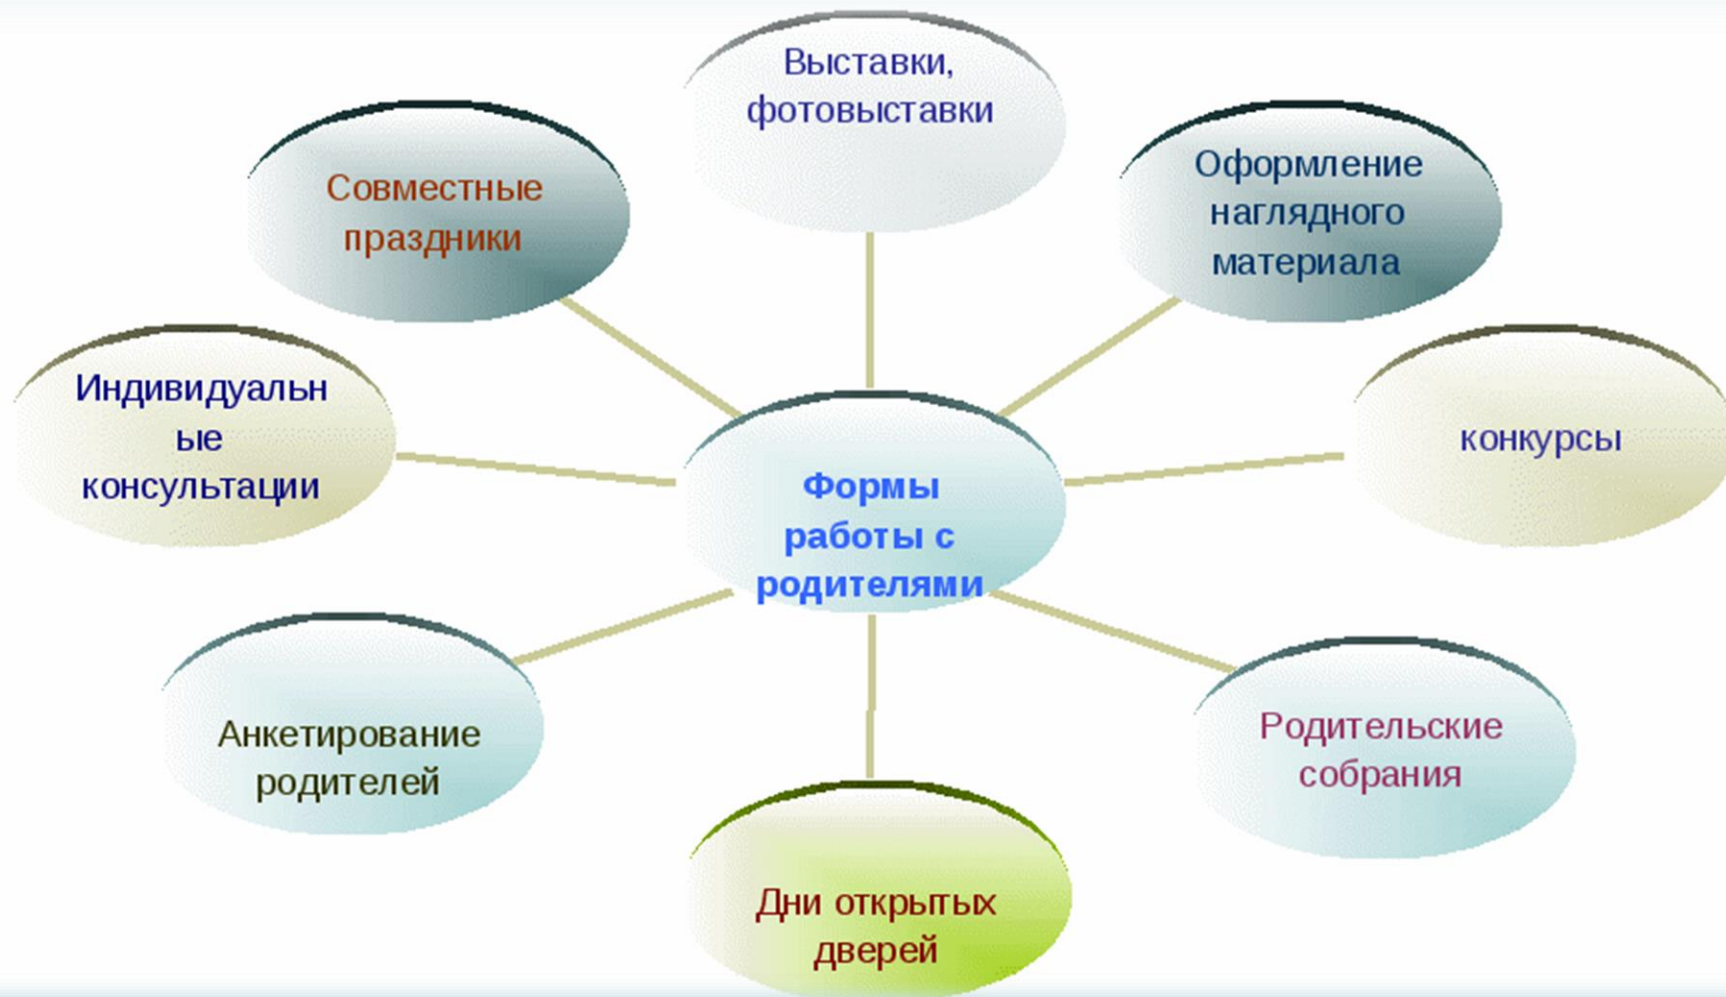 Выставки,
фотовыставки
Совместные
праздники
Оформление
наглядного
материала
Индивидуальн
ые
консультации
конкурсы
Формы
работы с
родителями
Анкетирование
родителей
Родительские
собрания
Дни открытых
дверей